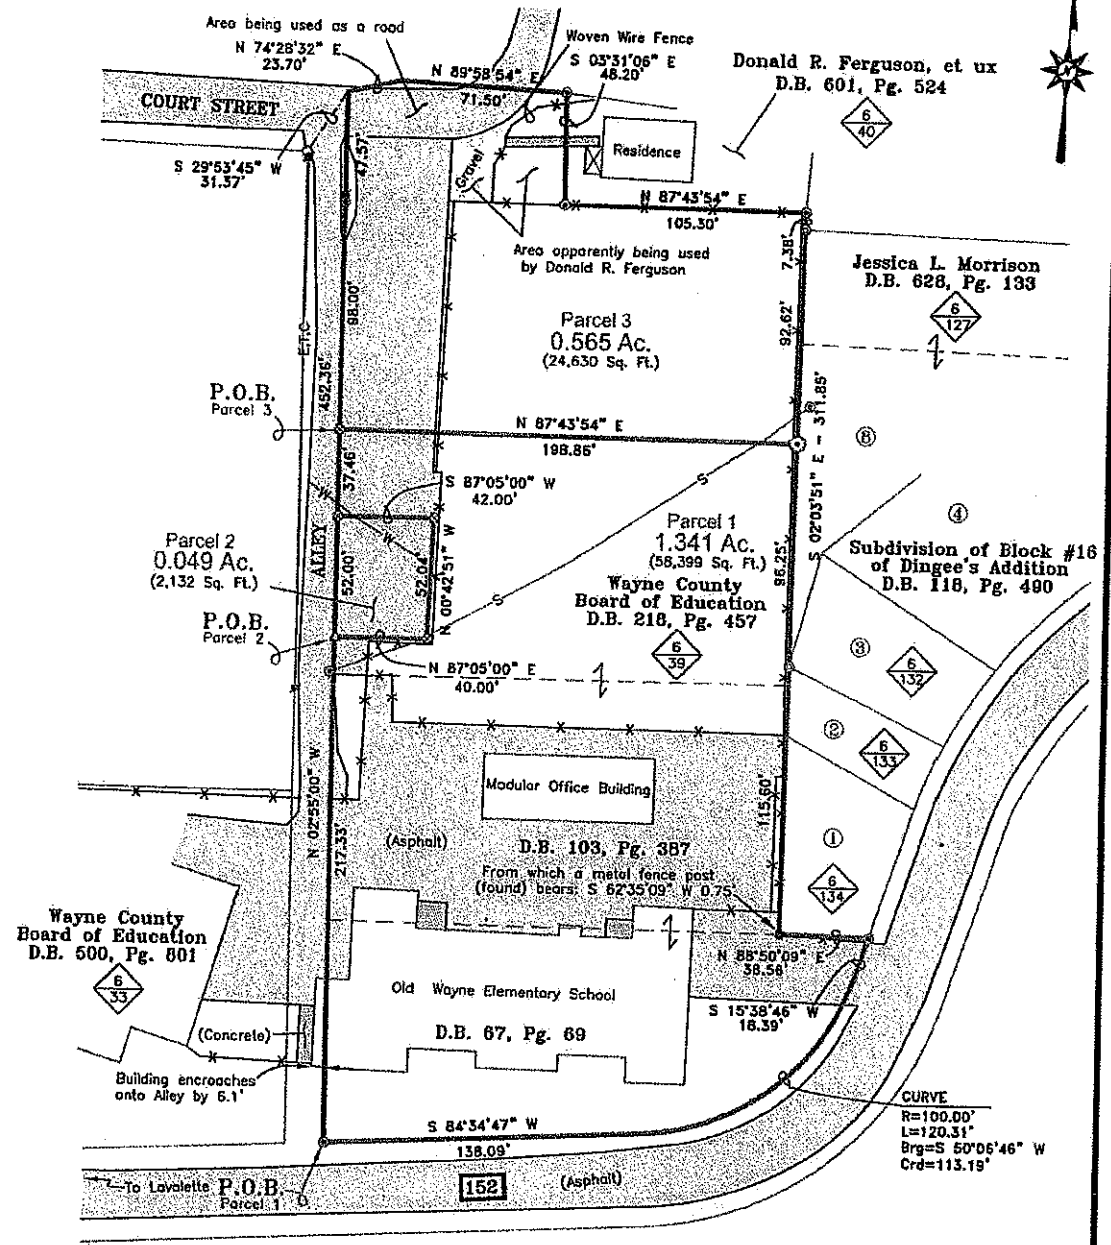 Area being used as a road
N 74°28'32" E
23.70'
Woven Wire Fence
N 89°58'54" E
71.50'
S 03°31'06" E
48.20'
Donald R. Ferguson, et ux
D.B. 601, Pg. 524
6
40
COURT STREET
S 29°53'45" W
31.37'
47.57'
Gravel
Residence
N 87°43'54" E
105.30'
7.38'
Area apparently being used
by Donald R. Ferguson
Jessica L. Morrison
D.B. 628, Pg. 133
6
127
92.62'
98.00'
E,T,C
Parcel 3
0.565 Ac.
(24,630 Sq. Ft.)
452.36'
P.O.B.
Parcel 3
S 02°03'51" E - 311.85'
N 87°43'54" E
198.86'
8
37.46'
S 87°05'00" W
42.00'
S
W
W
4
Parcel 1
1.341 Ac.
(58,399 Sq. Ft.)
Parcel 2
0.049 Ac.
(2,132 Sq. Ft.)
ALLEY
52.00'
52.04'
N 00°42'51" W
96.25'
Subdivision of Block #16
of Dingee's Addition
D.B. 118, Pg. 490
Wayne County
Board of Education
D.B. 218, Pg. 457
6
39
S
P.O.B.
Parcel 2
N 87°05'00" E
40.00'
3
6
132
2
6
133
Modular Office Building
N 02°55'00" W
217.33'
115.60'
(Asphalt)
D.B. 103, Pg. 387
From which a metal fence post
(found) bears: S 62°35'09" W 0.75'
1
6
134
Wayne County
Board of Education
D.B. 500, Pg. 801
6
33
N 88°50'09" E
38.56'
Old Wayne Elementary School
D.B. 67, Pg. 69
S 15°38'46" W
18.39'
(Concrete)
Building encroaches
onto Alley by 6.1'
CURVE
R=100.00'
L=120.31'
Brg=S 50°06'46" W
Crd=113.19'
S 84°34'47" W
138.09'
To Lavalette
P.O.B.
Parcel 1
152
(Asphalt)